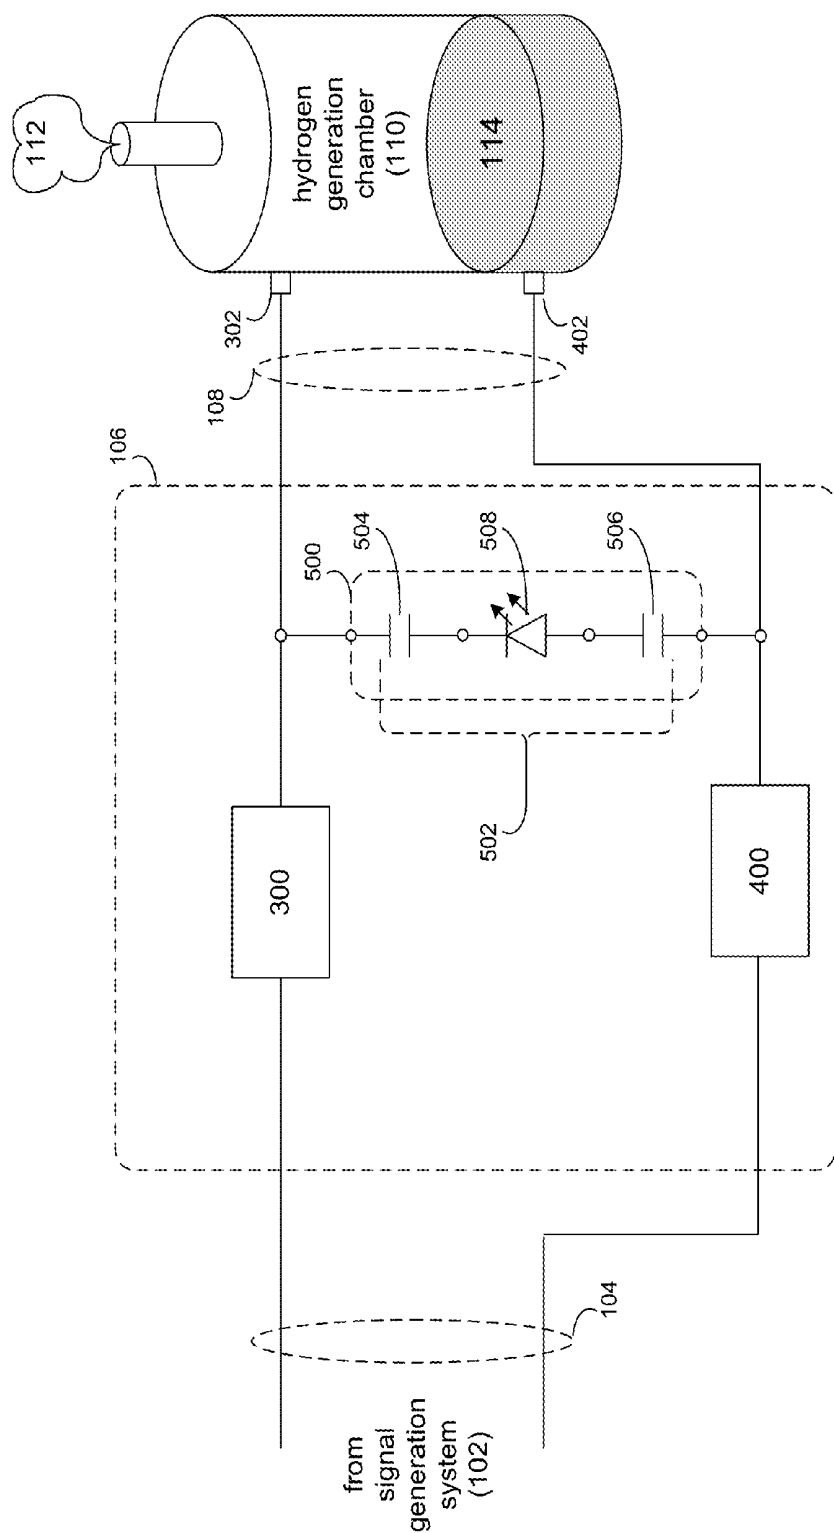 112
hydrogen
generation
chamber
(110)
114
302
402
108
106
500
504
508
506
502
300
400
104
from
signal
generation
system
(102)